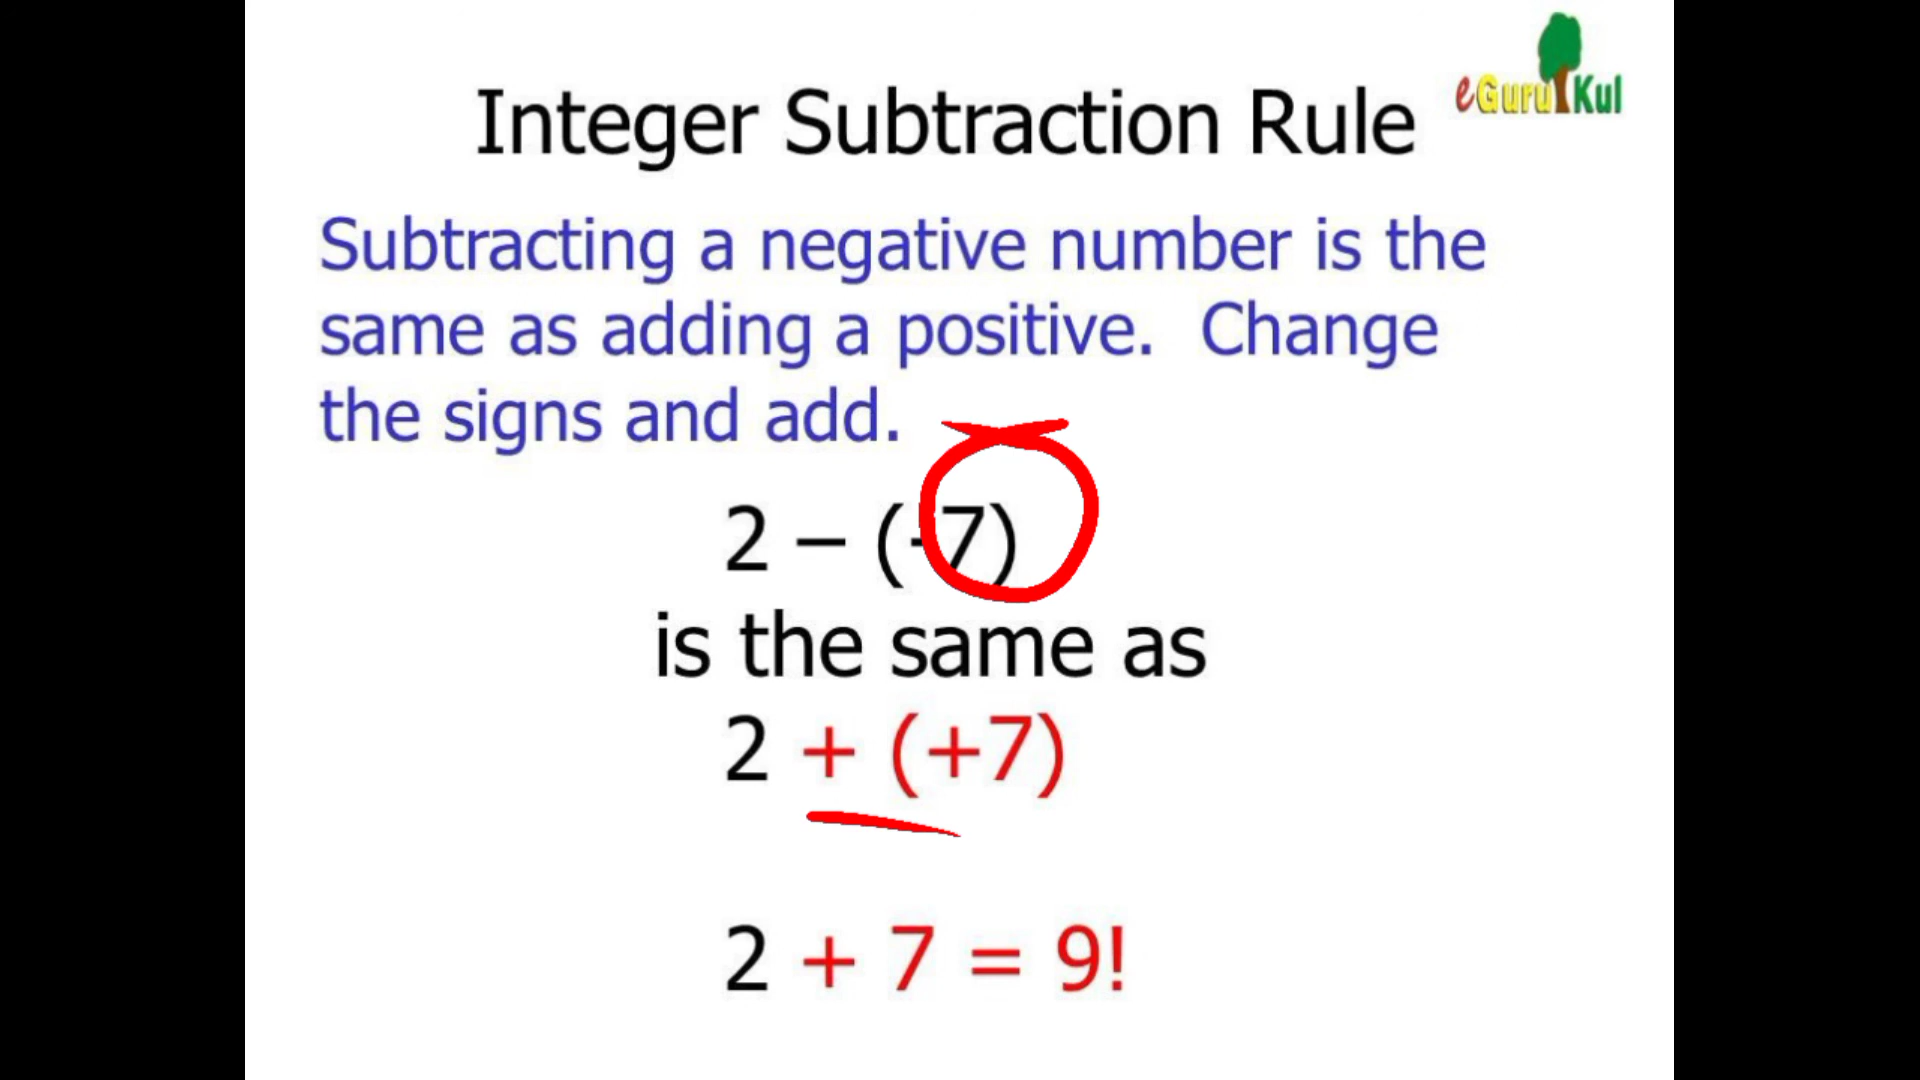 eGuruKul
Integer Subtraction Rule
Subtracting a negative number is the
same as adding a positive. Change
the signs and add.
2 – (-7)
is the same as
2 + (+7)
2 + 7 = 9!